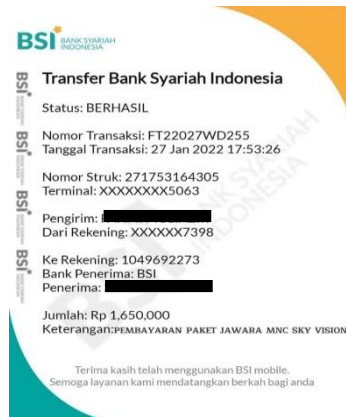 BSI BANK SYARIAH
INDONESIA
Transfer Bank Syariah Indonesia
Status: BERHASIL
Nomor Transaksi: FT22027WD255
Tanggal Transaksi: 27 Jan 2022 17:53:26
Nomor Struk: 271753164305
Terminal: XXXXXXXX5063
Pengirim:
Dari Rekening: XXXXXX7398
Ke Rekening: 1049692273
Bank Penerima: BSI
Penerima:
Jumlah: Rp 1,650,000
Keterangan:PEMBAYARAN PAKET JAWARA MNC SKY VISION
Terima kasih telah menggunakan BSI mobile.
Semoga layanan kami mendatangkan berkah bagi anda